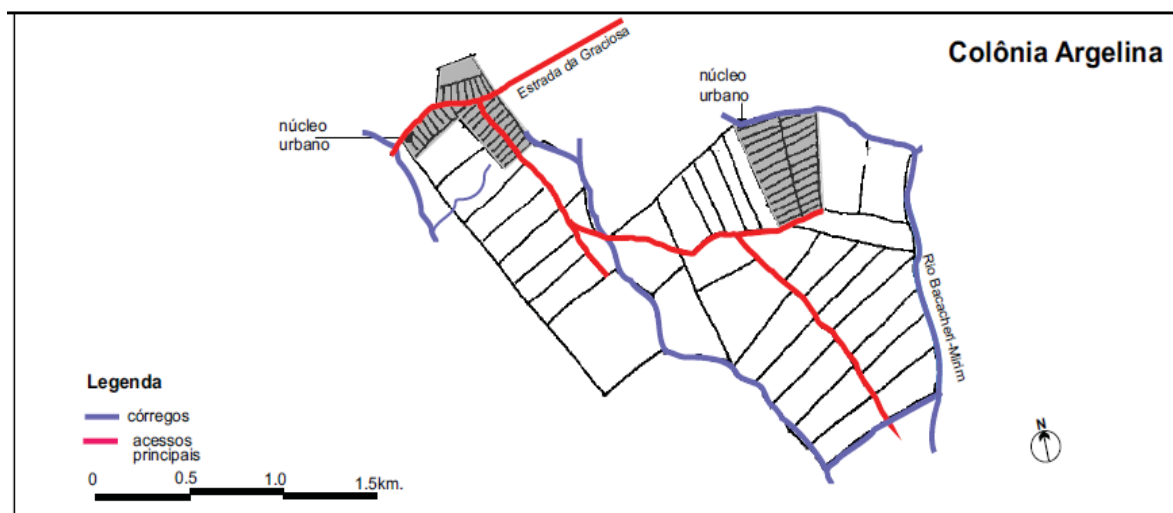 Colônia Argelina
Estrada da Graciosa
núcleo
urbano
núcleo
urbano
Rio Bacacheri-Mirim
Legenda
córregos
acessos
principais
0 0.5 1.0 1.5km.
N